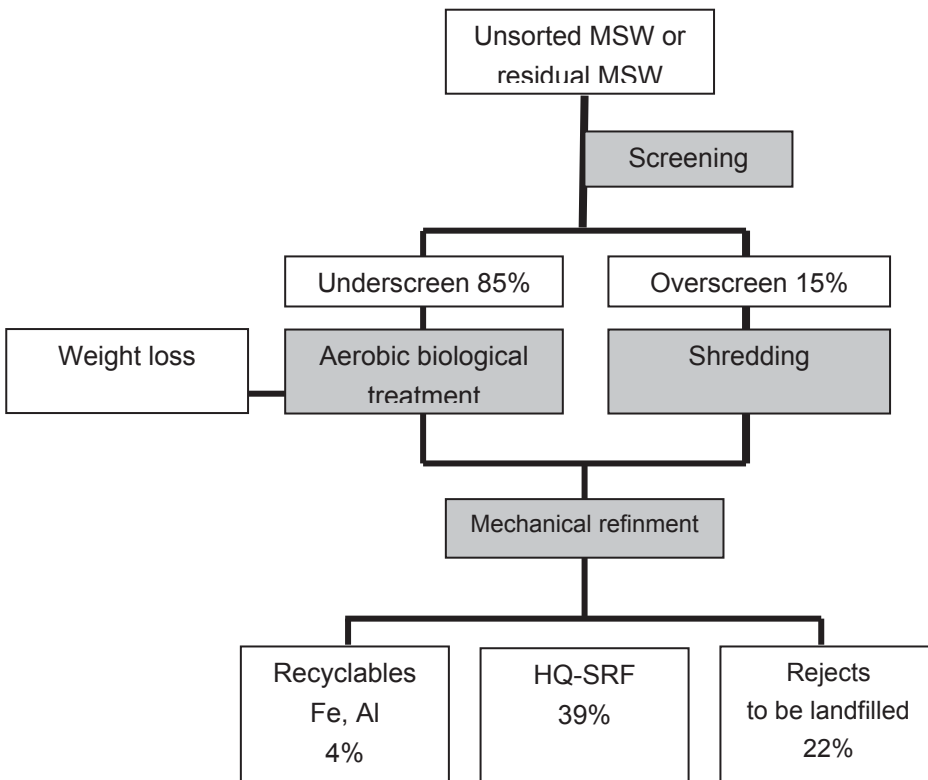 Unsorted MSW or
residual MSW
Screening
Underscreen 85%
Overscreen 15%
Weight loss
Aerobic biological
treatment
Shredding
Mechanical refinment
Recyclables
Fe, Al
4%
HQ-SRF
39%
Rejects
to be landfilled
22%